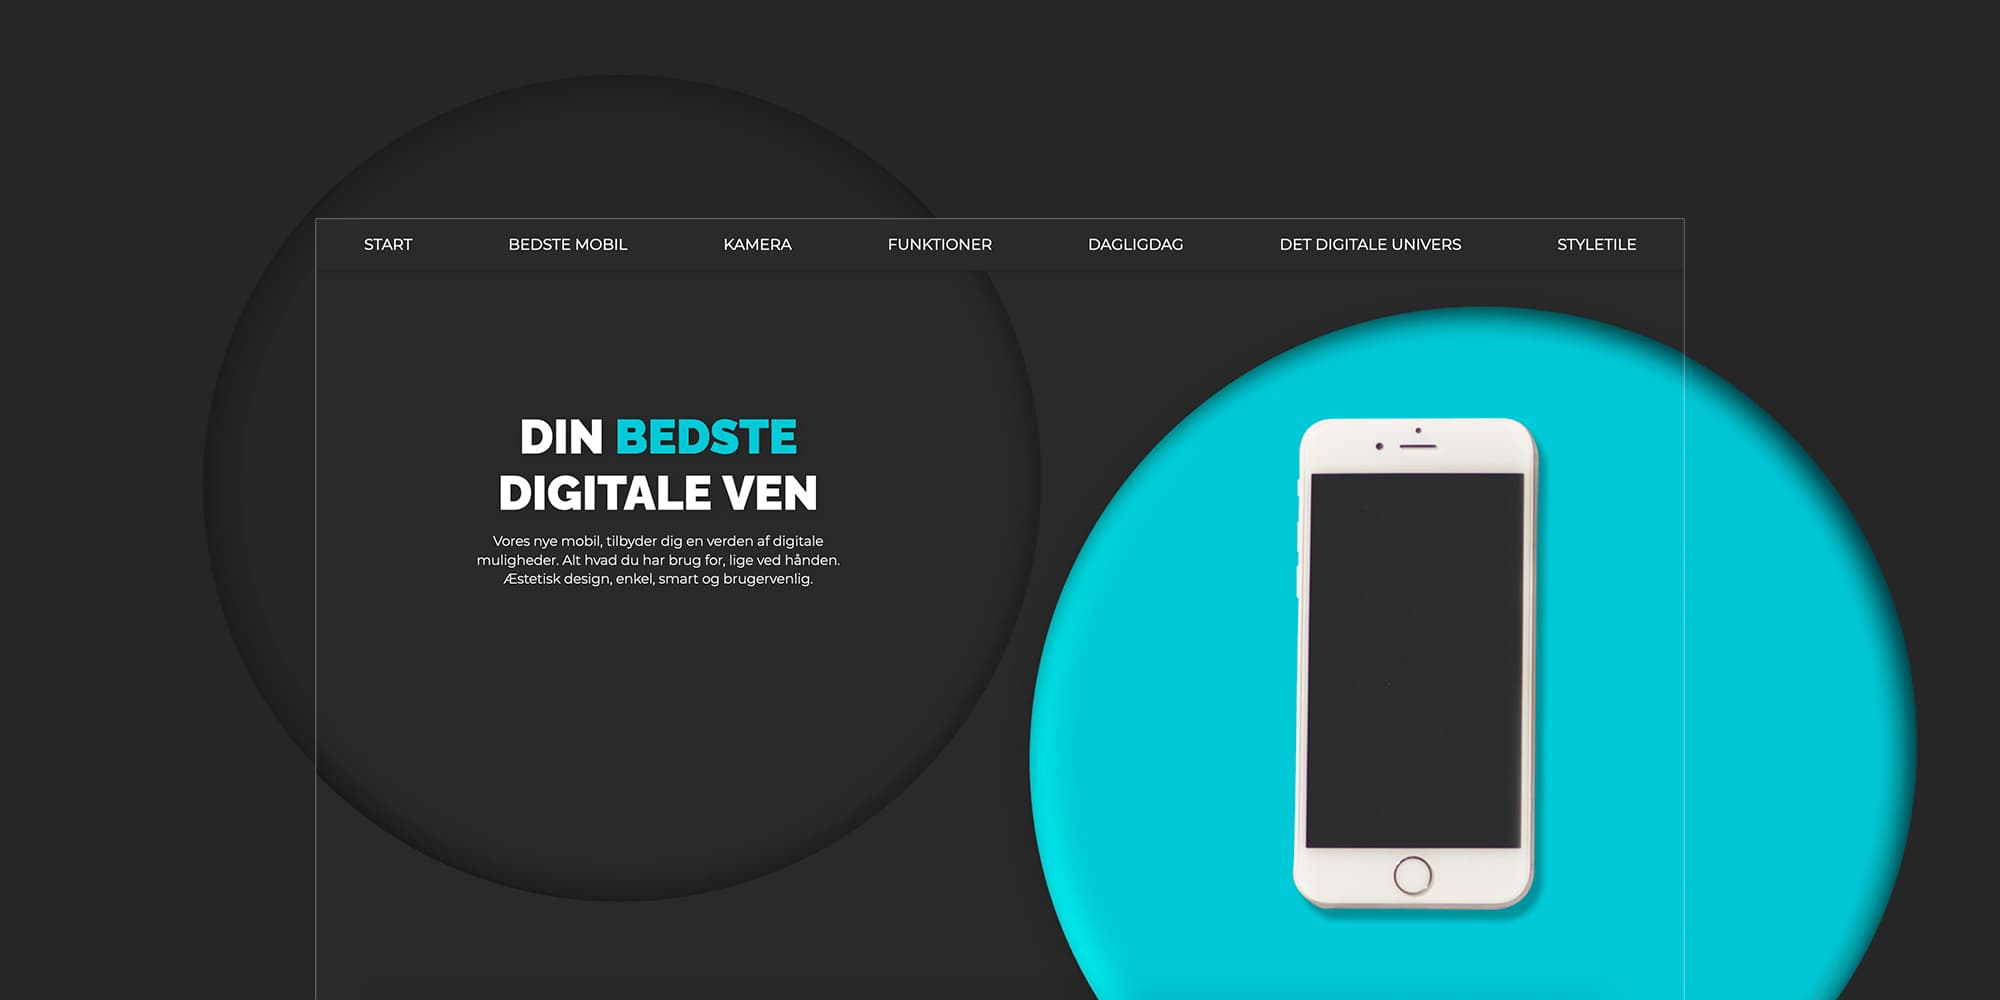 START BEDSTE MOBIL KAMERA FUNKTIONER DAGLIGDAG DET DIGITALE UNIVERS STYLETILE
DIN BEDSTE
DIGITALE VEN
Vores nye mobil, tilbyder dig en verden af digitale
muligheder. Alt hvad du har brug for, lige ved hånden.
Æstetisk design, enkel, smart og brugervenlig.